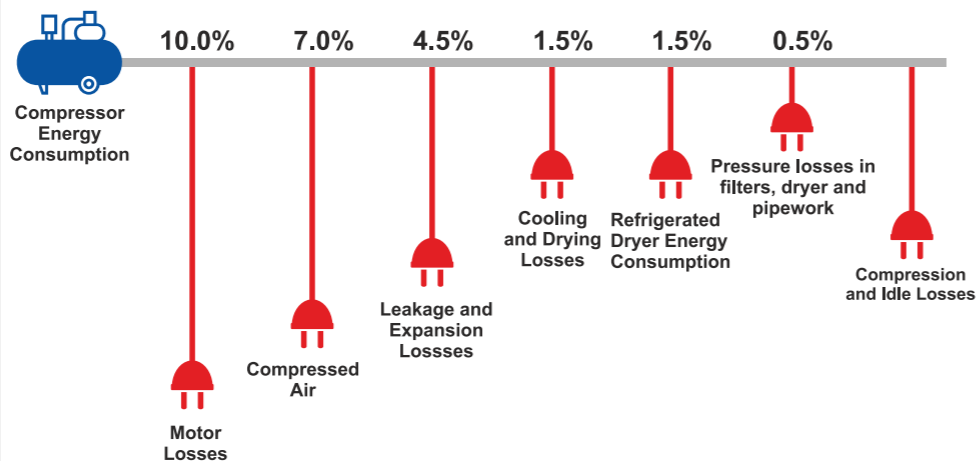 10.0%
7.0%
4.5%
1.5%
1.5%
0.5%
Compressor
Energy
Consumption
Motor
Losses
Compressed
Air
Leakage and
Expansion
Lossses
Cooling
and Drying
Losses
Refrigerated
Dryer Energy
Consumption
Pressure losses in
filters, dryer and
pipework
Compression
and Idle Losses